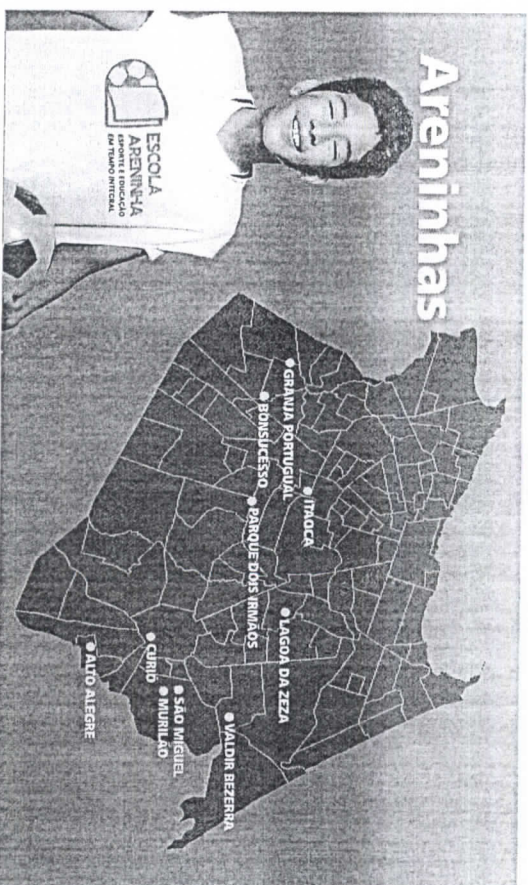 Areninhas
ESCOLA
ARENINHA
ESPORTE E EDUCAÇÃO
EM TEMPO INTEGRAL
GRANJA PORTUGUAL
BONSUCESSO
ITAOCA
PARQUE DOIS IRMÃOS
LAGOA DA ZEZA
CURIÓ
ALTO ALEGRE
SÃO MIGUEL
MURILÃO
VALDIR BEZERRA